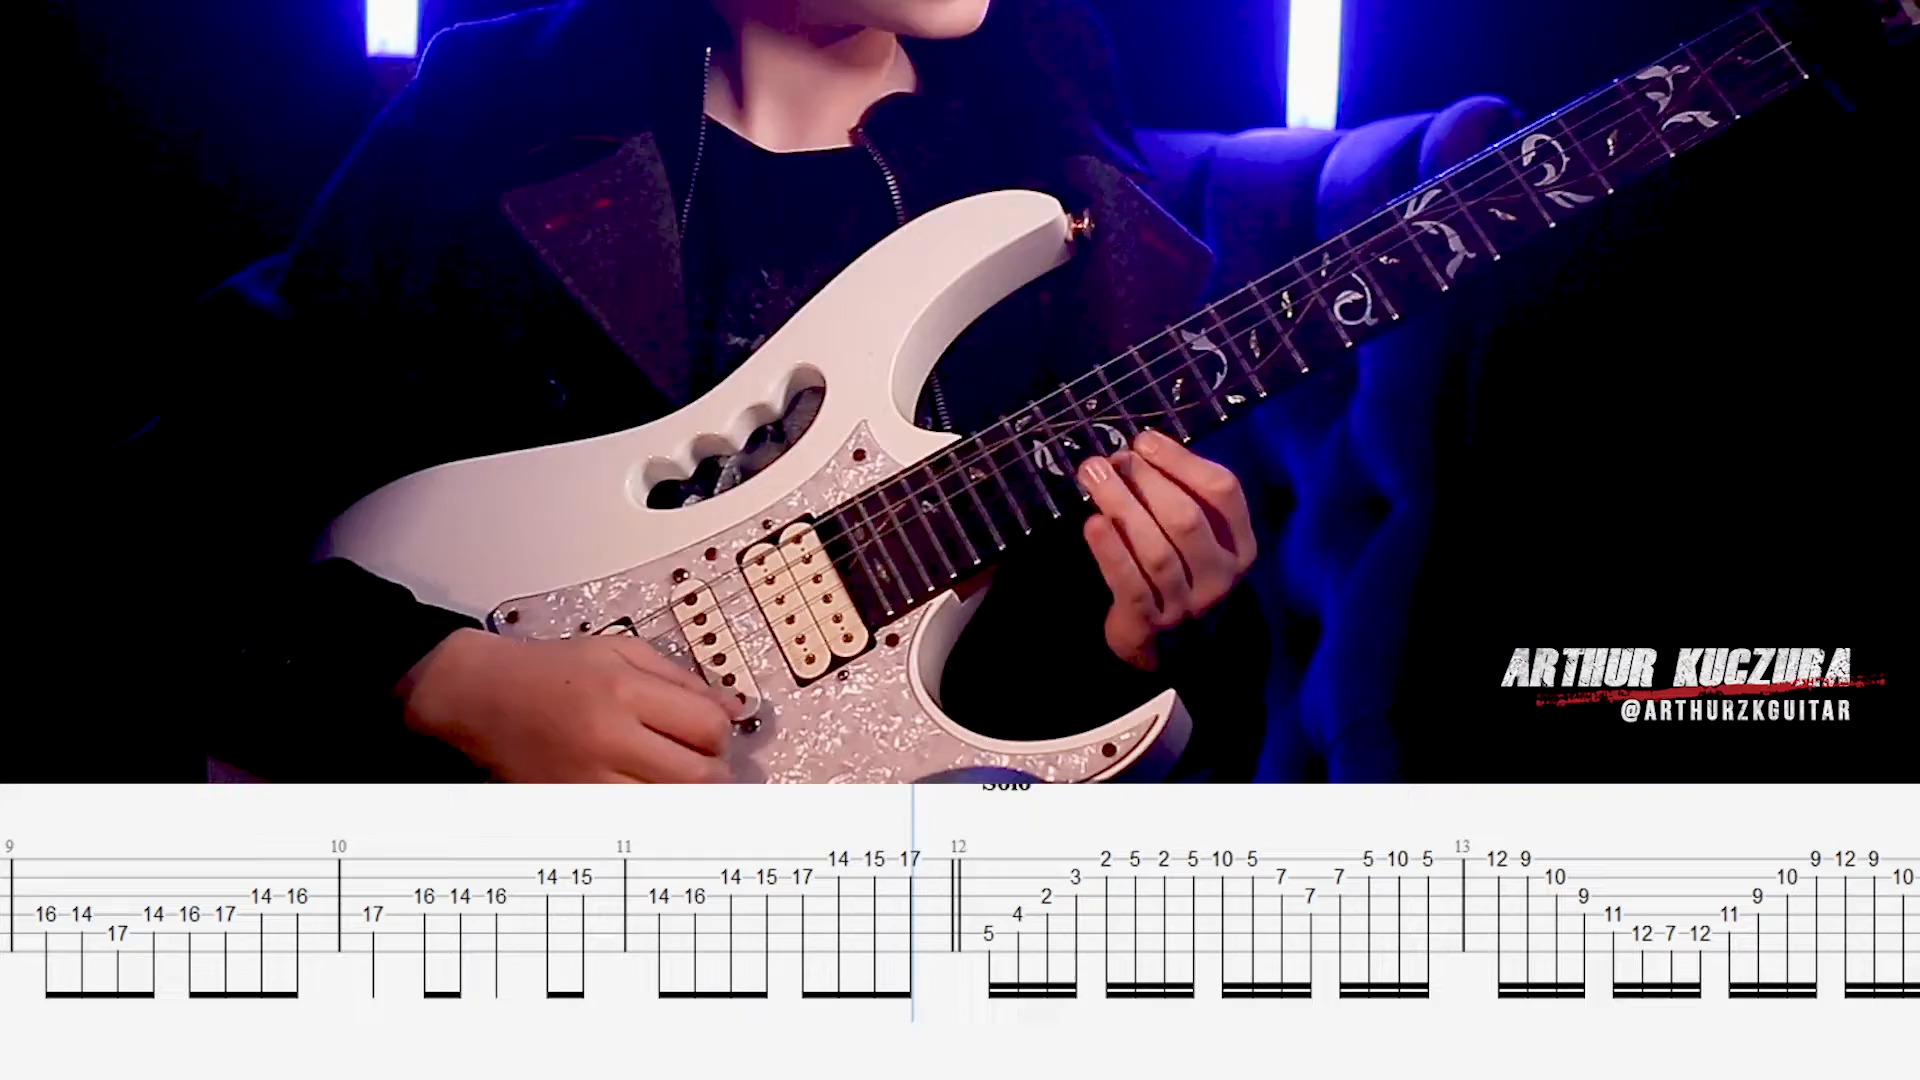 ARTHUR KUCZURA
@ARTHURZKGUITAR
Solo
9 10 11 12 13
14 15 17 2 5 2 5 10 5 5 10 5 12 9 9 12 9
14 15 14 15 17 3 7 7 10 10 10
14 16 16 14 16 14 16 2 7 9 9
16 14 14 16 17 17 4 11 11
17 5 12 7 12